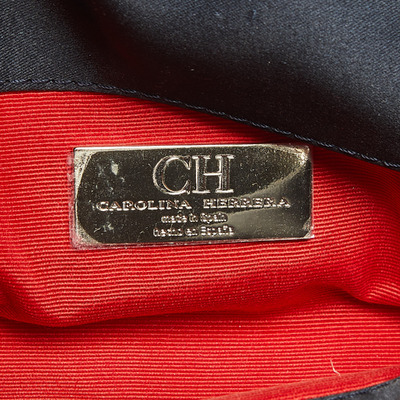 CH
CAROLINA HERRERA
made in Spain
hecho en España